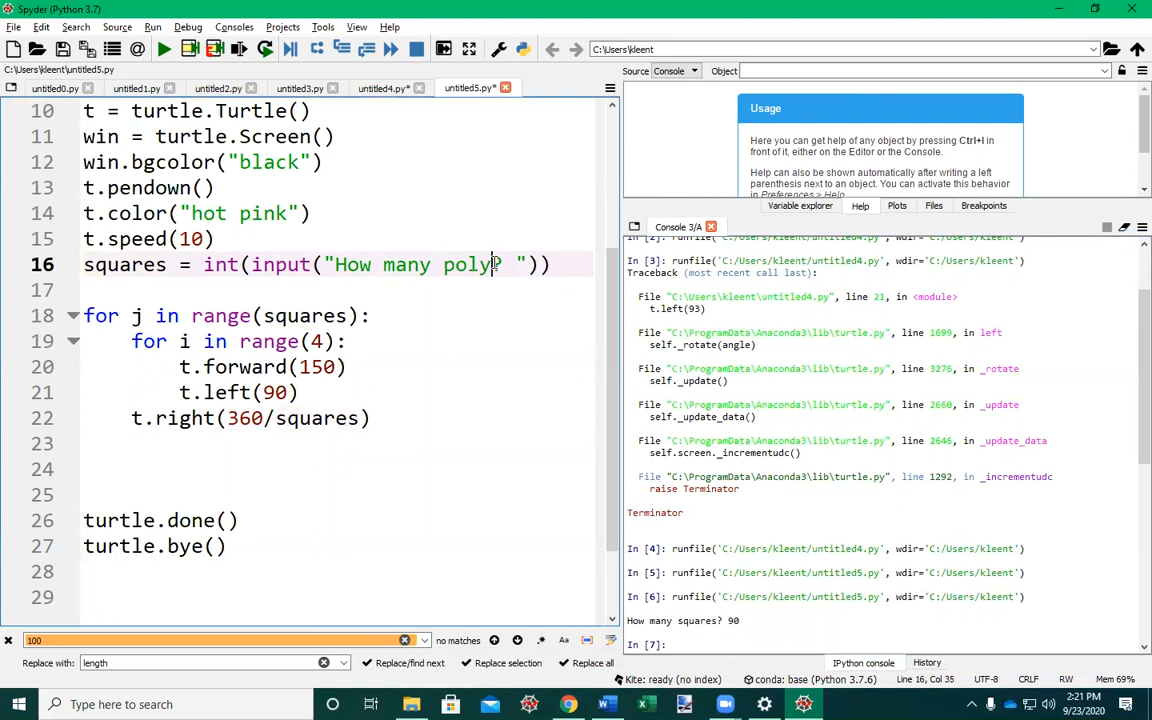 Spyder (Python 3.7)
File Edit Search Run Debug Consoles Projects Tools View Help
C:\Users\kleent
C:\Users\kleent\untitled5.py
Source Console Object
untitled0.py untitled1.py untitled2.py untitled3.py untitled4.py* untitled5.py*
10 t = turtle.Turtle()
11 win = turtle.Screen()
12 win.bgcolor("black")
13 t.pendown()
14 t.color("hot pink")
15 t.speed(10)
16 squares = int(input("How many poly? "))
17
18 for j in range(squares):
19 for i in range(4):
20 t.forward(150)
21 t.left(90)
22 t.right(360/squares)
23
24
25
26 turtle.done()
27 turtle.bye()
28
29
100 no matches Aa
Replace with: length Replace/find next Replace selection Replace all
Usage
Here you can get help of any object by pressing Ctrl+I in
front of it, either on the Editor or the Console.
Help can also be shown automatically after writing a left
parenthesis next to an object. You can activate this behavior
in Preferences > Help.
Variable explorer Help Plots Files Breakpoints
Console 3/A
In [2]: runfile('C:/Users/kleent/untitled4.py', wdir='C:/Users/kleent')
In [3]: runfile('C:/Users/kleent/untitled4.py', wdir='C:/Users/kleent')
Traceback (most recent call last):
File "C:\Users\kleent\untitled4.py", line 21, in <module>
t.left(93)
File "C:\ProgramData\Anaconda3\lib\turtle.py", line 1699, in left
self._rotate(angle)
File "C:\ProgramData\Anaconda3\lib\turtle.py", line 3276, in _rotate
self._update()
File "C:\ProgramData\Anaconda3\lib\turtle.py", line 2660, in _update
self._update_data()
File "C:\ProgramData\Anaconda3\lib\turtle.py", line 2646, in _update_data
self.screen._incrementudc()
File "C:\ProgramData\Anaconda3\lib\turtle.py", line 1292, in _incrementudc
raise Terminator
Terminator
In [4]: runfile('C:/Users/kleent/untitled4.py', wdir='C:/Users/kleent')
In [5]: runfile('C:/Users/kleent/untitled5.py', wdir='C:/Users/kleent')
In [6]: runfile('C:/Users/kleent/untitled5.py', wdir='C:/Users/kleent')
How many squares? 90
In [7]:
IPython console History
Kite: ready (no index) conda: base (Python 3.7.6) Line 16, Col 35 UTF-8 CRLF RW Mem 69%
Type here to search
2:21 PM
9/23/2020